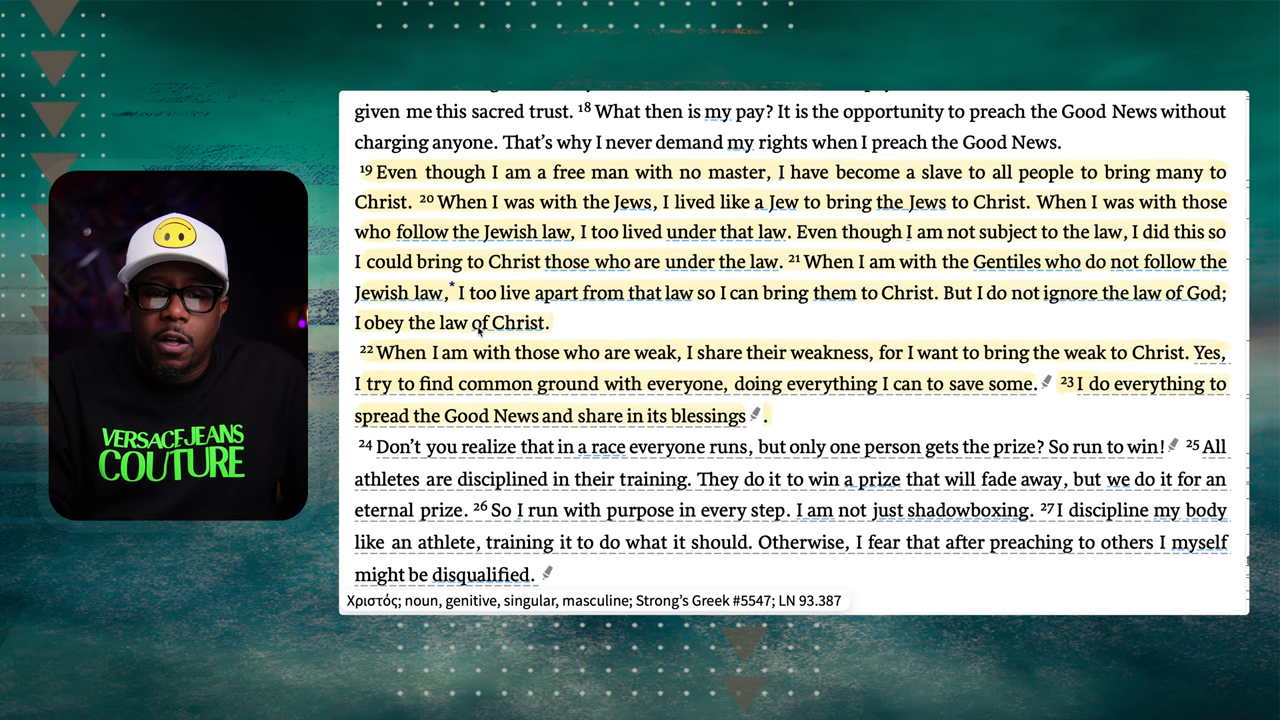 given me this sacred trust. 18 What then is my pay? It is the opportunity to preach the Good News without
charging anyone. That’s why I never demand my rights when I preach the Good News.
19 Even though I am a free man with no master, I have become a slave to all people to bring many to
Christ. 20 When I was with the Jews, I lived like a Jew to bring the Jews to Christ. When I was with those
who follow the Jewish law, I too lived under that law. Even though I am not subject to the law, I did this so
I could bring to Christ those who are under the law. 21 When I am with the Gentiles who do not follow the
Jewish law,* I too live apart from that law so I can bring them to Christ. But I do not ignore the law of God;
I obey the law of Christ.
22 When I am with those who are weak, I share their weakness, for I want to bring the weak to Christ. Yes,
I try to find common ground with everyone, doing everything I can to save some. 23 I do everything to
spread the Good News and share in its blessings.
24 Don’t you realize that in a race everyone runs, but only one person gets the prize? So run to win! 25 All
athletes are disciplined in their training. They do it to win a prize that will fade away, but we do it for an
eternal prize. 26 So I run with purpose in every step. I am not just shadowboxing. 27 I discipline my body
like an athlete, training it to do what it should. Otherwise, I fear that after preaching to others I myself
might be disqualified.
Χριστός; noun, genitive, singular, masculine; Strong’s Greek #5547; LN 93.387
VERSACE JEANS
COUTURE